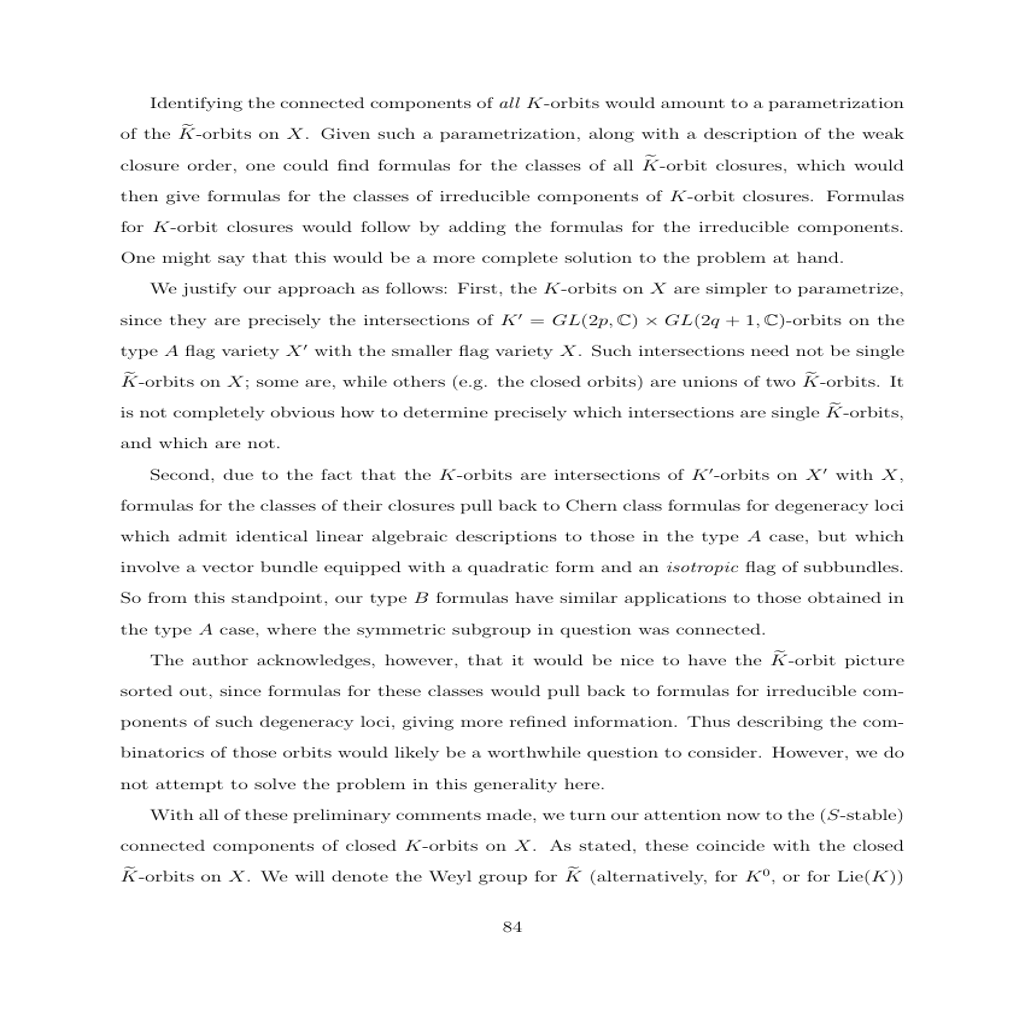 Identifying the connected components of all K-orbits would amount to a parametrization
of the K̃-orbits on X. Given such a parametrization, along with a description of the weak
closure order, one could find formulas for the classes of all K̃-orbit closures, which would
then give formulas for the classes of irreducible components of K-orbit closures. Formulas
for K-orbit closures would follow by adding the formulas for the irreducible components.
One might say that this would be a more complete solution to the problem at hand.
We justify our approach as follows: First, the K-orbits on X are simpler to parametrize,
since they are precisely the intersections of K′ = GL(2p, ℂ) × GL(2q + 1, ℂ)-orbits on the
type A flag variety X′ with the smaller flag variety X. Such intersections need not be single
K̃-orbits on X; some are, while others (e.g. the closed orbits) are unions of two K̃-orbits. It
is not completely obvious how to determine precisely which intersections are single K̃-orbits,
and which are not.
Second, due to the fact that the K-orbits are intersections of K′-orbits on X′ with X,
formulas for the classes of their closures pull back to Chern class formulas for degeneracy loci
which admit identical linear algebraic descriptions to those in the type A case, but which
involve a vector bundle equipped with a quadratic form and an isotropic flag of subbundles.
So from this standpoint, our type B formulas have similar applications to those obtained in
the type A case, where the symmetric subgroup in question was connected.
The author acknowledges, however, that it would be nice to have the K̃-orbit picture
sorted out, since formulas for these classes would pull back to formulas for irreducible com-
ponents of such degeneracy loci, giving more refined information. Thus describing the com-
binatorics of those orbits would likely be a worthwhile question to consider. However, we do
not attempt to solve the problem in this generality here.
With all of these preliminary comments made, we turn our attention now to the (S-stable)
connected components of closed K-orbits on X. As stated, these coincide with the closed
K̃-orbits on X. We will denote the Weyl group for K̃ (alternatively, for K⁰, or for Lie(K))
84